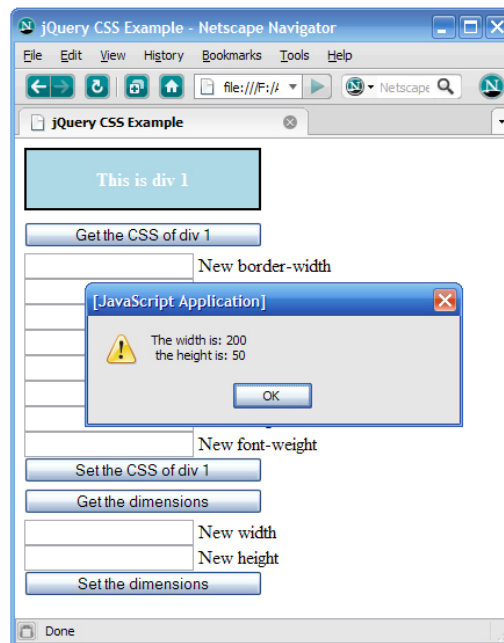 jQuery CSS Example - Netscape Navigator
File Edit View History Bookmarks Tools Help
file:///F:/ Netscape
jQuery CSS Example
This is div 1
Get the CSS of div 1
New border-width
[JavaScript Application]
The width is: 200
the height is: 50
OK
New font-weight
Set the CSS of div 1
Get the dimensions
New width
New height
Set the dimensions
Done